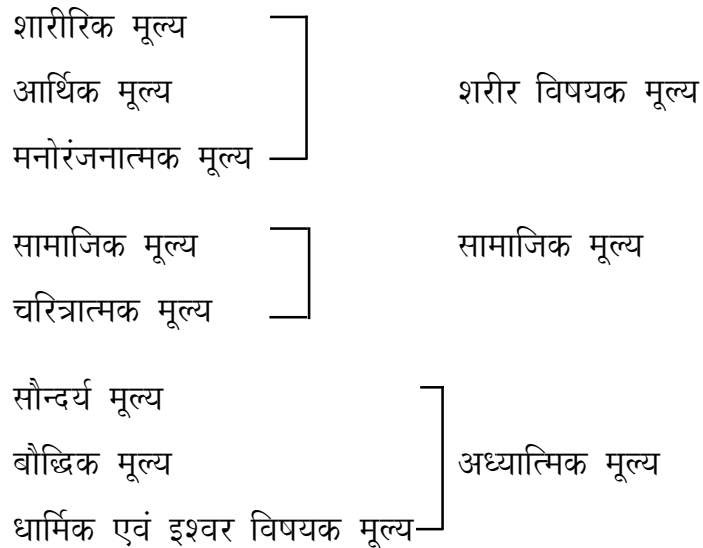 शारीरिक मूल्य
आर्थिक मूल्य शरीर विषयक मूल्य
मनोरंजनात्मक मूल्य
सामाजिक मूल्य सामाजिक मूल्य
चरित्रात्मक मूल्य
सौन्दर्य मूल्य
बौद्धिक मूल्य अध्यात्मिक मूल्य
धार्मिक एवं इश्वर विषयक मूल्य